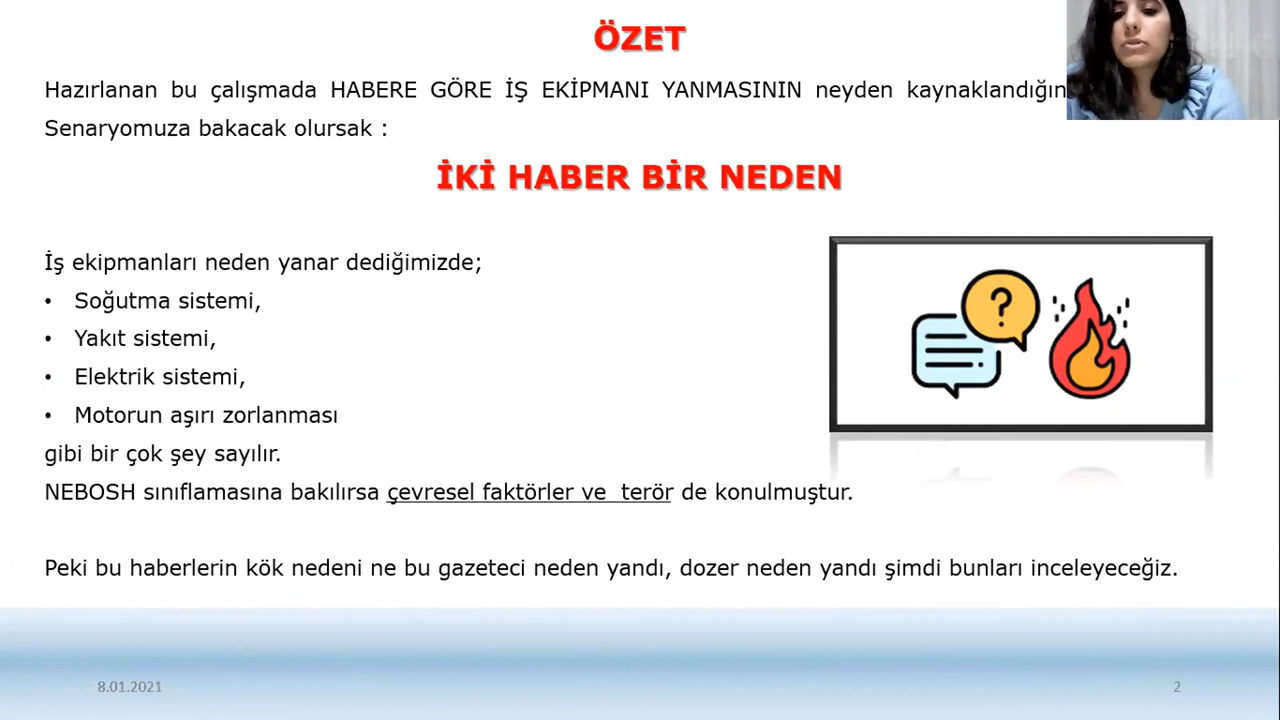 ÖZET
Hazırlanan bu çalışmada HABERE GÖRE İŞ EKİPMANI YANMASININ neyden
Senaryomuza bakacak olursak :
İKİ HABER BİR NEDEN
İş ekipmanları neden yanar dediğimizde;
• Soğutma sistemi,
• Yakıt sistemi,
• Elektrik sistemi,
• Motorun aşırı zorlanması
gibi bir çok şey sayılır.
NEBOSH sınıflamasına bakılırsa çevresel faktörler ve terör de konulmuştur.
Peki bu haberlerin kök nedeni ne bu gazeteci neden yandı, dozer neden yandı şimdi bunları inceleyeceğiz.
8.01.2021
2